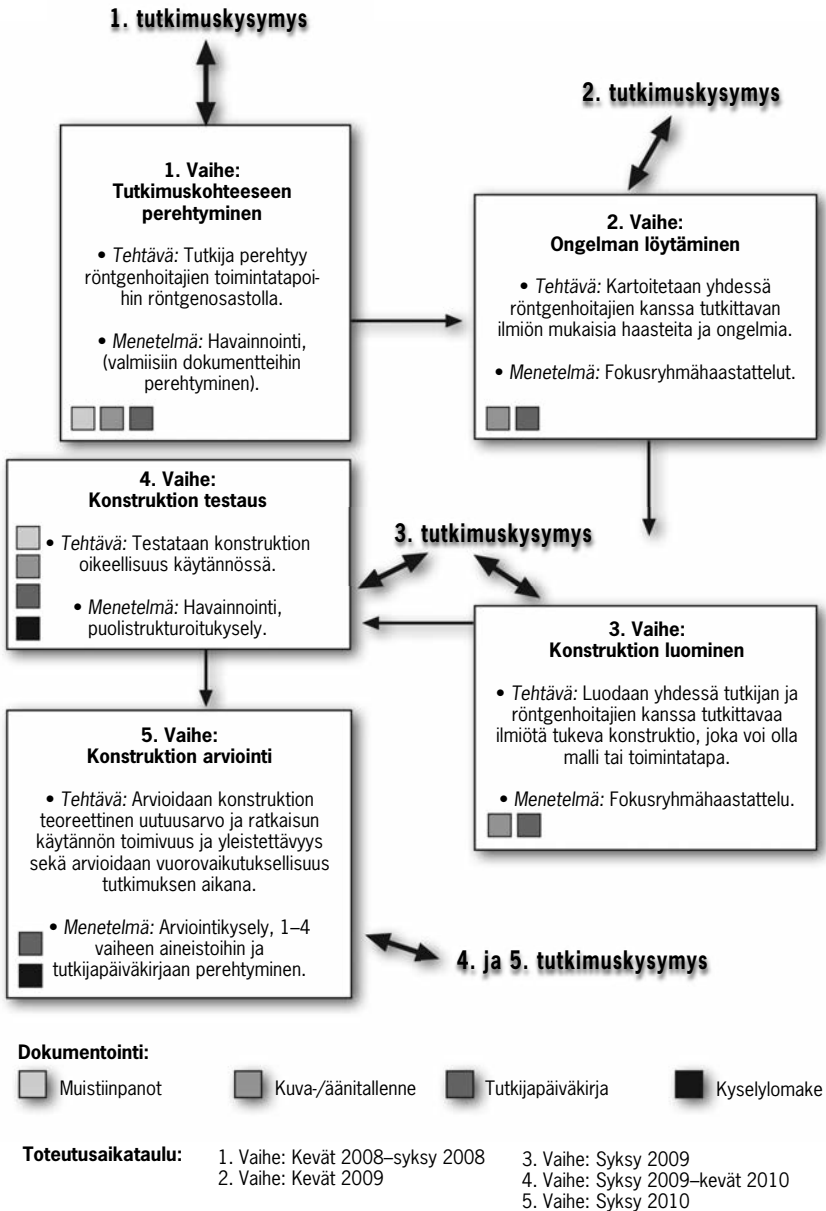 1. tutkimuskysymys
2. tutkimuskysymys
1. Vaihe:
Tutkimuskohteeseen
perehtyminen
• Tehtävä: Tutkija perehtyy
röntgenhoitajien toimintatapoi-
hin röntgenosastolla.
• Menetelmä: Havainnointi,
(valmiisiin dokumentteihin
perehtyminen).
2. Vaihe:
Ongelman löytäminen
• Tehtävä: Kartoitetaan yhdessä
röntgenhoitajien kanssa tutkittavan
ilmiön mukaisia haasteita ja ongelmia.
• Menetelmä: Fokusryhmähaastattelut.
4. Vaihe:
Konstruktion testaus
• Tehtävä: Testataan konstruktion
oikeellisuus käytännössä.
• Menetelmä: Havainnointi,
puolistrukturoitukysely.
3. tutkimuskysymys
3. Vaihe:
Konstruktion luominen
• Tehtävä: Luodaan yhdessä tutkijan ja
röntgenhoitajien kanssa tutkittavaa
ilmiötä tukeva konstruktio, joka voi olla
malli tai toimintatapa.
• Menetelmä: Fokusryhmähaastattelu.
5. Vaihe:
Konstruktion arviointi
• Tehtävä: Arvioidaan konstruktion
teoreettinen uutuusarvo ja ratkaisun
käytännön toimivuus ja yleistettävyys
sekä arvioidaan vuorovaikutuksellisuus
tutkimuksen aikana.
• Menetelmä: Arviointikysely, 1–4
vaiheen aineistoihin ja
tutkijapäiväkirjaan perehtyminen.
4. ja 5. tutkimuskysymys
Dokumentointi:
Muistiinpanot Kuva-/äänitallenne Tutkijapäiväkirja Kyselylomake
Toteutusaikataulu:
1. Vaihe: Kevät 2008–syksy 2008
2. Vaihe: Kevät 2009
3. Vaihe: Syksy 2009
4. Vaihe: Syksy 2009–kevät 2010
5. Vaihe: Syksy 2010